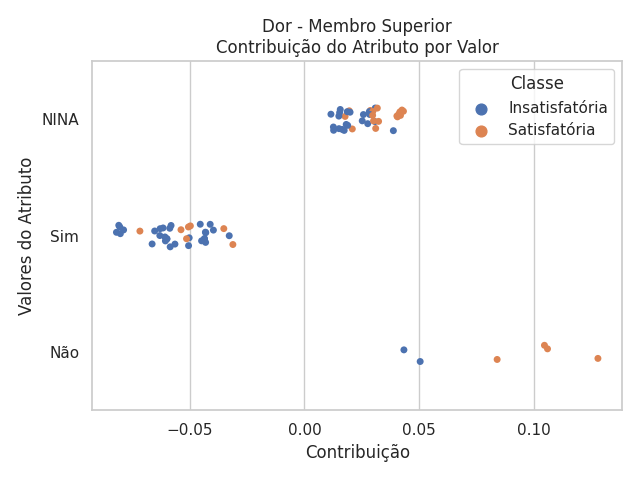 Dor - Membro Superior
Contribuição do Atributo por Valor
Classe
Insatisfatória
Satisfatória
Valores do Atributo
NINA
Sim
Não
−0.05 0.00 0.05 0.10
Contribuição